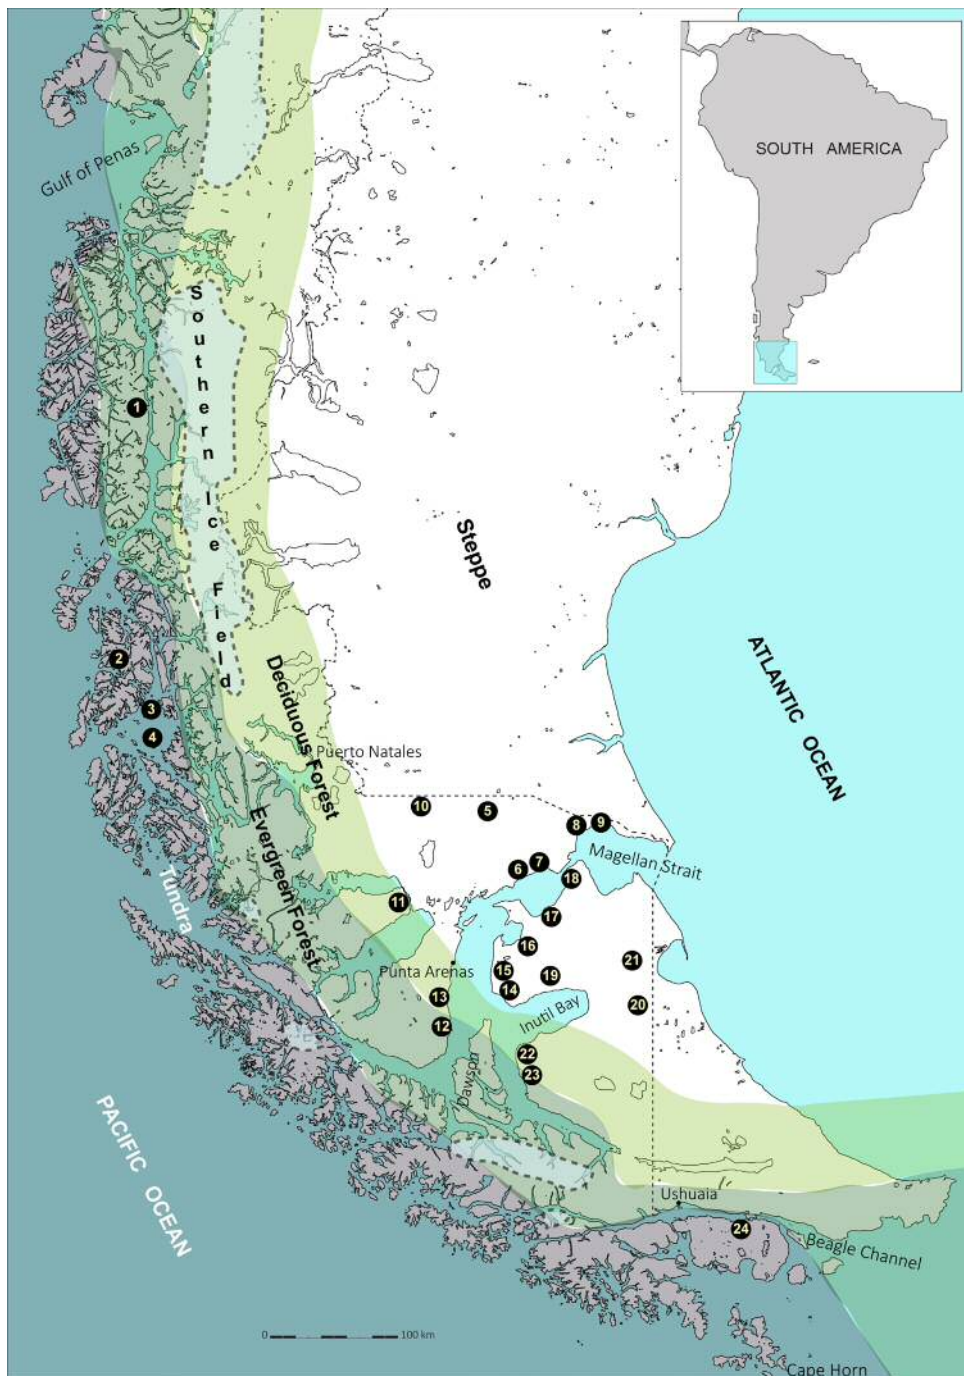 SOUTH AMERICA
Gulf of Penas
Southern Ice Field
1
Steppe
ATLANTIC OCEAN
2
3
4
Deciduous Forest
Puerto Natales
10
5
8
9
Magellan Strait
Evergreen Forest
6
7
18
Tundra
11
17
16
Punta Arenas
15
19
21
13
14
20
Inutil Bay
12
22
23
Dawson
PACIFIC OCEAN
Ushuaia
24
Beagle Channel
0
100 km
Cape Horn